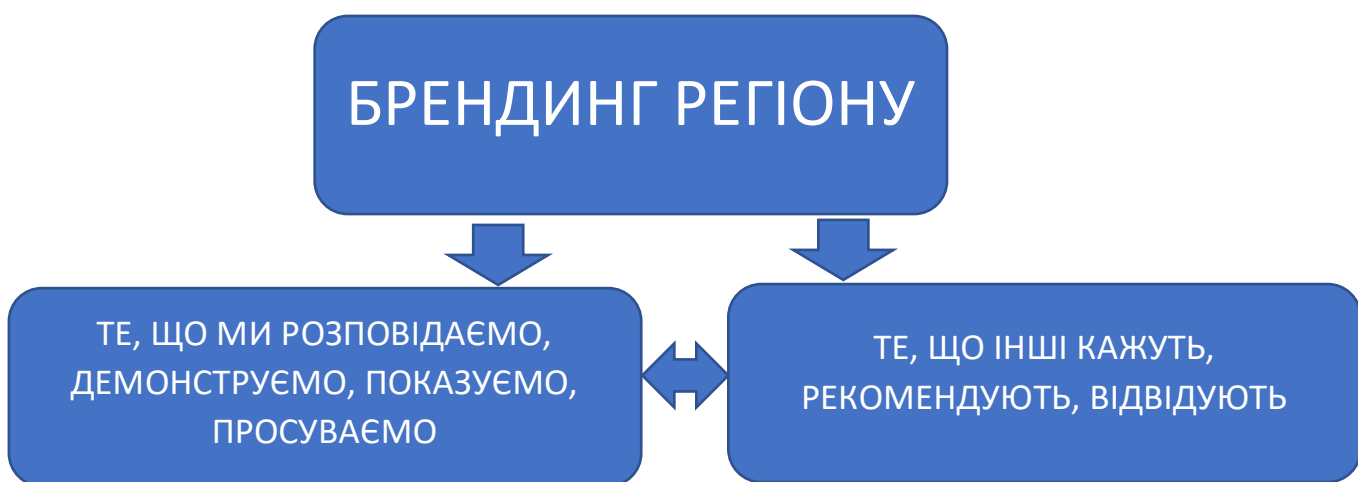 БРЕНДИНГ РЕГІОНУ
ТЕ, ЩО МИ РОЗПОВІДАЄМО,
ДЕМОНСТРУЄМО, ПОКАЗУЄМО,
ПРОСУВАЄМО
ТЕ, ЩО ІНШІ КАЖУТЬ,
РЕКОМЕНДУЮТЬ, ВІДВІДУЮТЬ